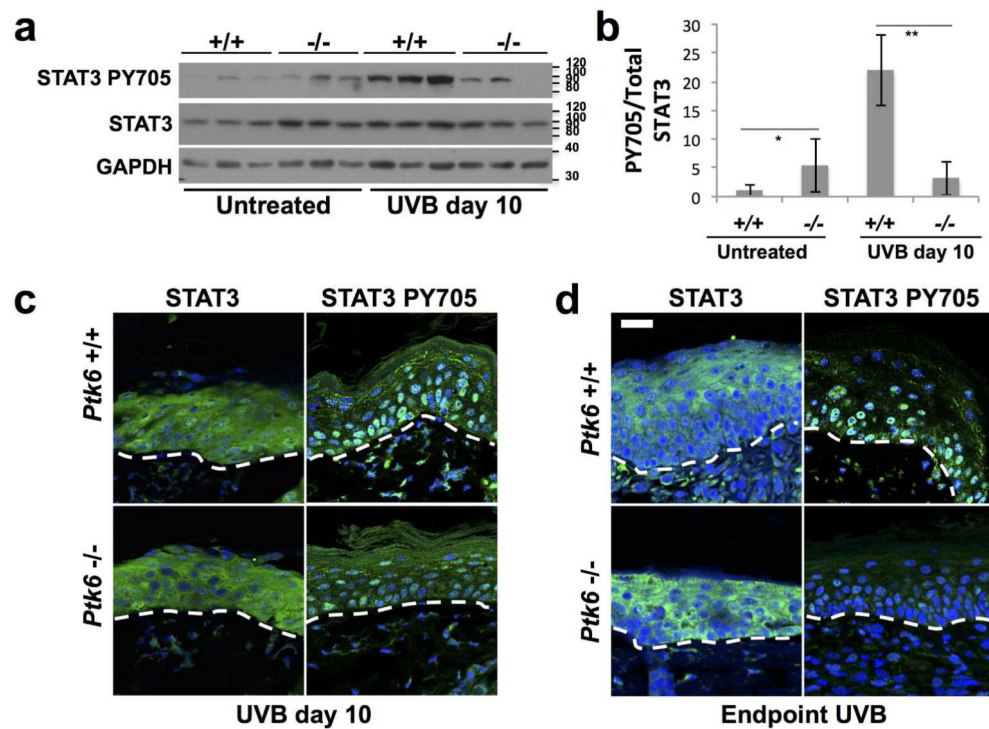 a
+/+ -/- +/+ -/-
STAT3 PY705
120
100
90
80
STAT3
120
100
90
80
GAPDH
40
30
Untreated UVB day 10
b
PY705/Total
STAT3
30
25
20
15
10
5
0
*
**
+/+ -/- +/+ -/-
Untreated UVB day 10
c
STAT3 STAT3 PY705
Ptk6 +/+
Ptk6 -/-
UVB day 10
d
STAT3 STAT3 PY705
Ptk6 +/+
Ptk6 -/-
Endpoint UVB